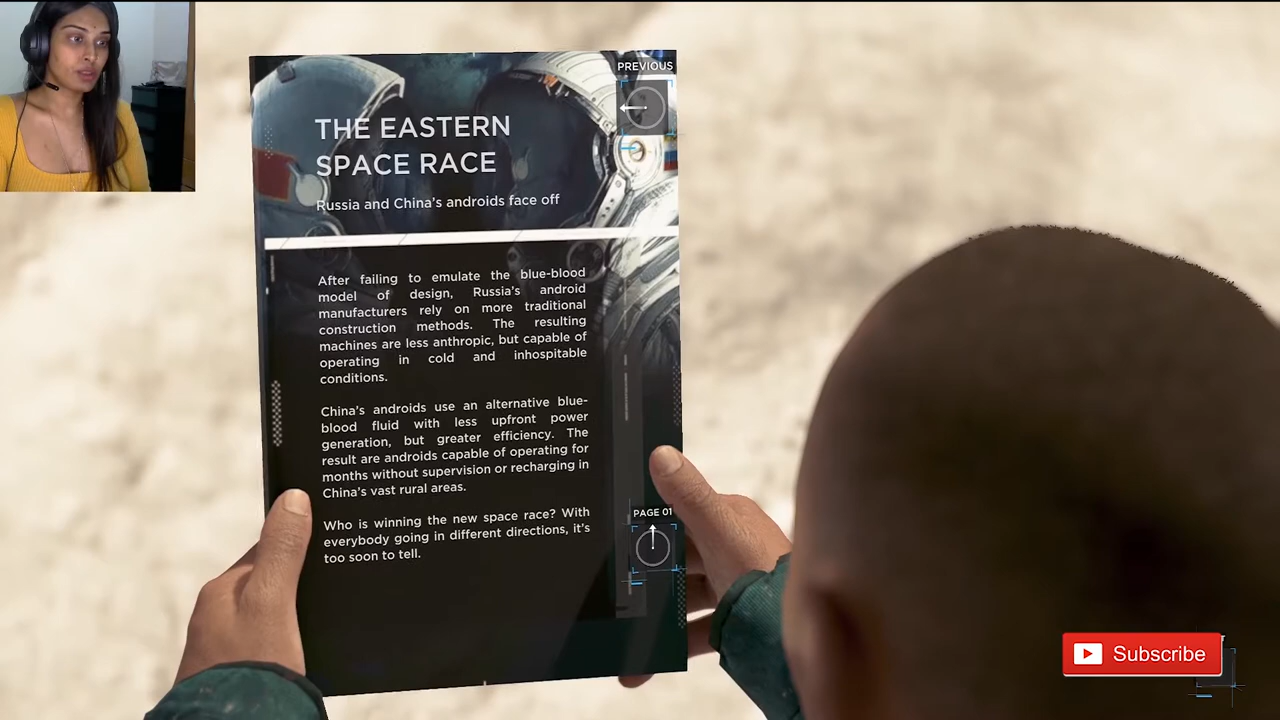 PREVIOUS
THE EASTERN
SPACE RACE
Russia and China's androids face off
After failing to emulate the blue-blood
model of design, Russia's android
manufacturers rely on more traditional
construction methods. The resulting
machines are less anthropic, but capable of
operating in cold and inhospitable
conditions.
China's androids use an alternative blue-
blood fluid with less upfront power
generation, but greater efficiency. The
result are androids capable of operating for
months without supervision or recharging in
China's vast rural areas.
Who is winning the new space race? With
everybody going in different directions, it's
too soon to tell.
PAGE 01
Subscribe